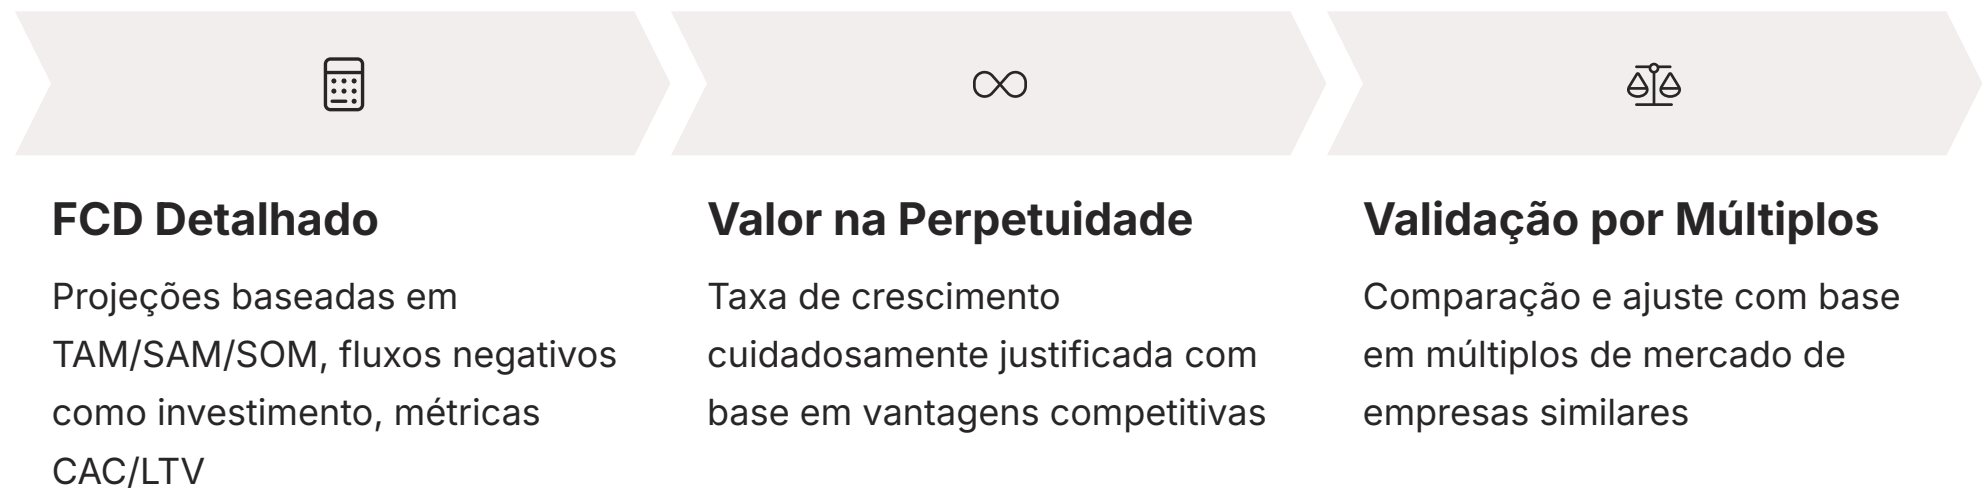 FCD Detalhado
Projeções baseadas em
TAM/SAM/SOM, fluxos negativos
como investimento, métricas
CAC/LTV
Valor na Perpetuidade
Taxa de crescimento
cuidadosamente justificada com
base em vantagens competitivas
Validação por Múltiplos
Comparação e ajuste com base
em múltiplos de mercado de
empresas similares